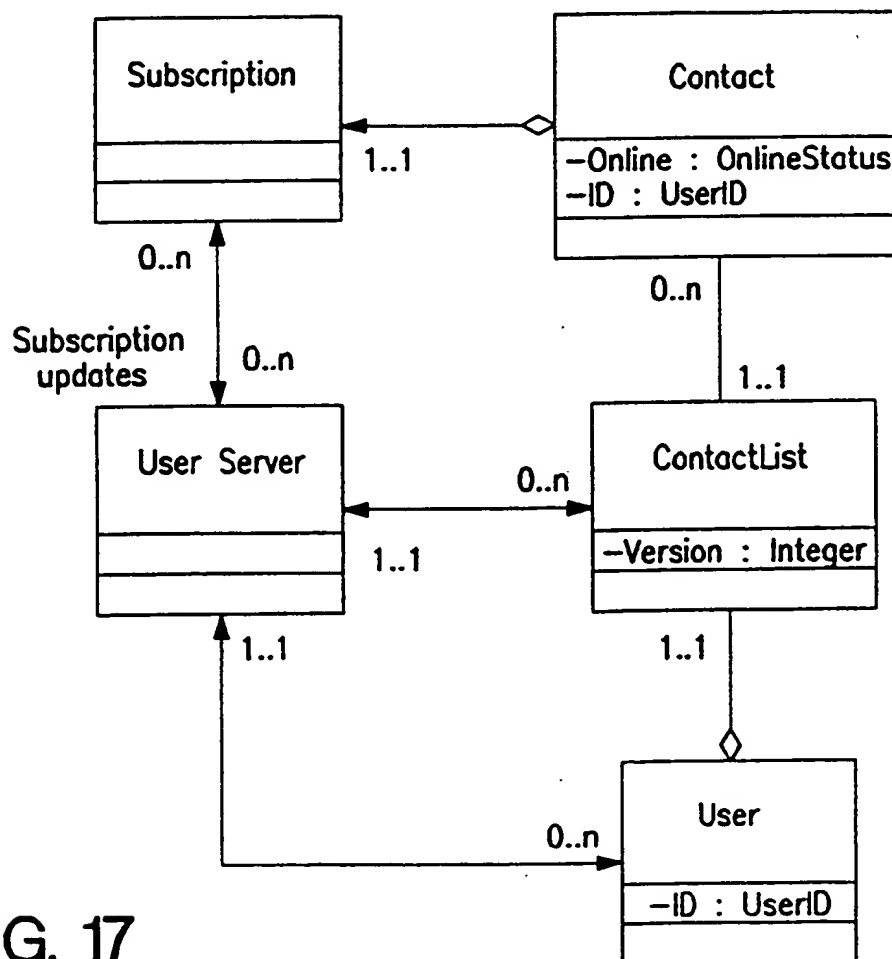 Subscription
Contact
1..1
-Online : OnlineStatus
-ID : UserID
0..n
0..n
Subscription
updates
0..n
1..1
User Server
ContactList
0..n
1..1
-Version : Integer
1..1
1..1
User
0..n
-ID : UserID
G. 17